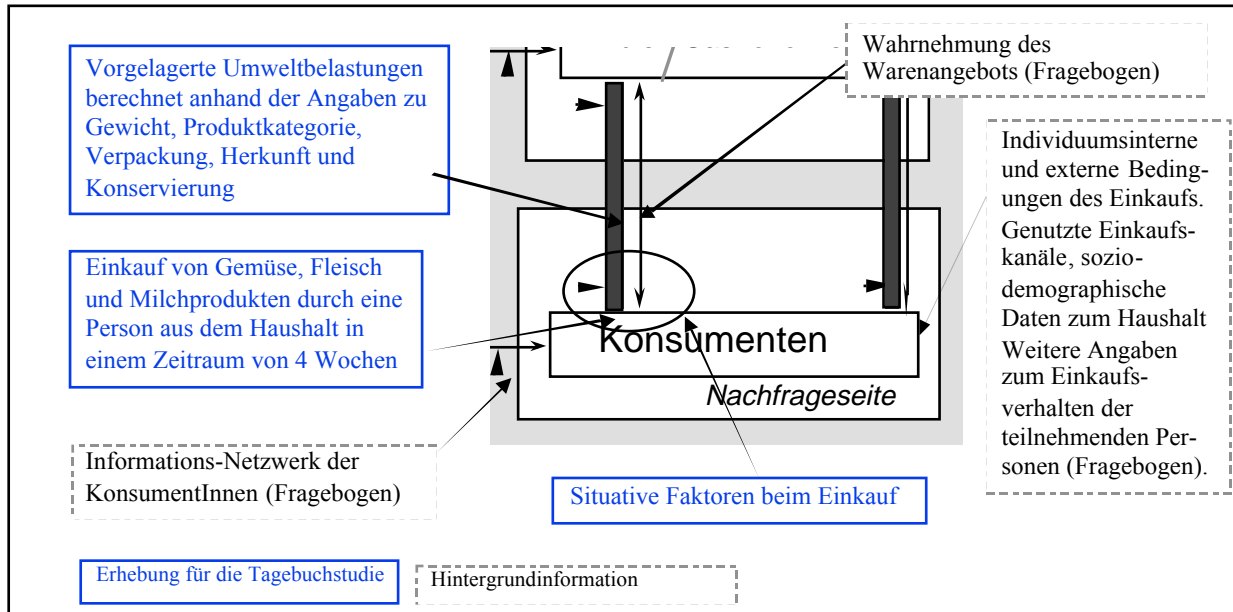 Vorgelagerte Umweltbelastungen
berechnet anhand der Angaben zu
Gewicht, Produktkategorie,
Verpackung, Herkunft und
Konservierung
Wahrnehmung des
Warenangebots (Fragebogen)
Individuumsinterne
und externe Beding-
ungen des Einkaufs.
Genutzte Einkaufs-
kanäle, sozio-
demographische
Daten zum Haushalt
Weitere Angaben
zum Einkaufs-
verhalten der
teilnehmenden Per-
sonen (Fragebogen).
Einkauf von Gemüse, Fleisch
und Milchprodukten durch eine
Person aus dem Haushalt in
einem Zeitraum von 4 Wochen
Konsumenten
Nachfrageseite
Informations-Netzwerk der
KonsumentInnen (Fragebogen)
Situative Faktoren beim Einkauf
Erhebung für die Tagebuchstudie
Hintergrundinformation